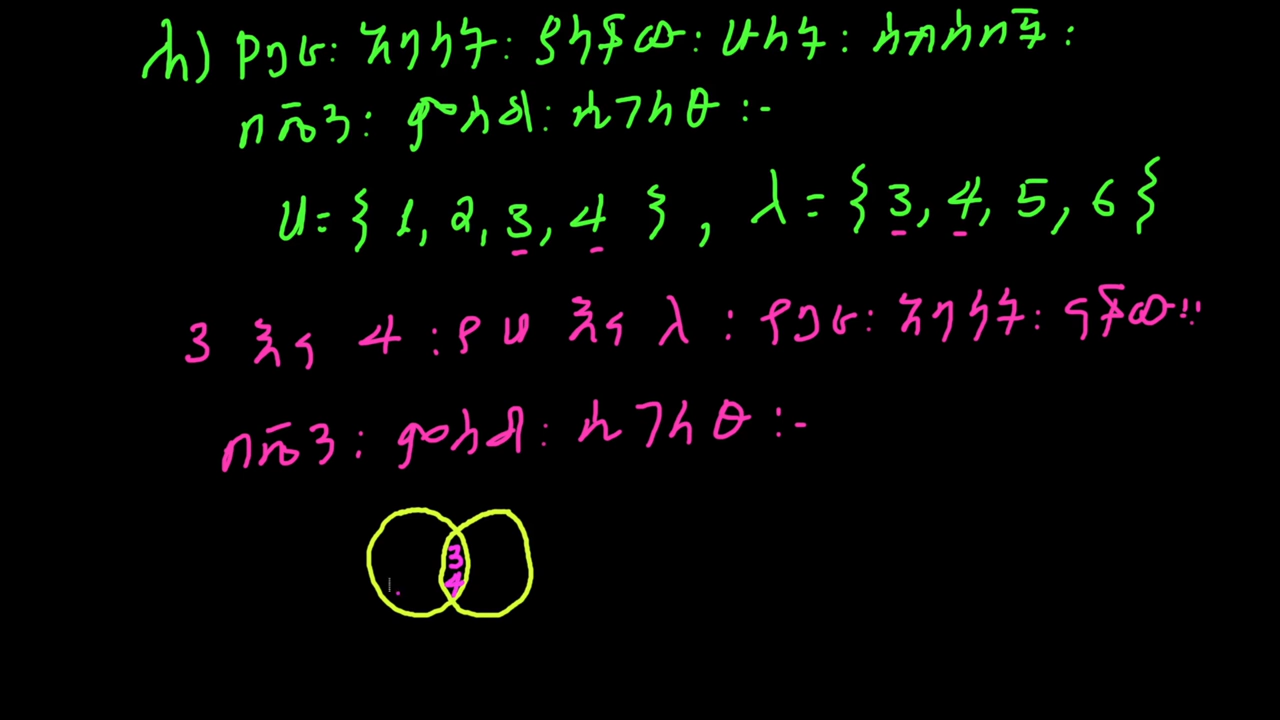 ሐ) የጋራ፡ አባላት፡ ያላቸው፡ ሁለት፡ ስብስቦች፡
በቬን፡ ምስል፡ ሲገለፅ :-
ሀ={1, 2, 3, 4}, ለ={3, 4, 5, 6}
3 እና 4 ፡ የ ሀ እና ለ ፡ የጋራ፡ አባላት፡ ናቸው።
በቬን፡ ምስል፡ ሲገለፅ :-
3
4